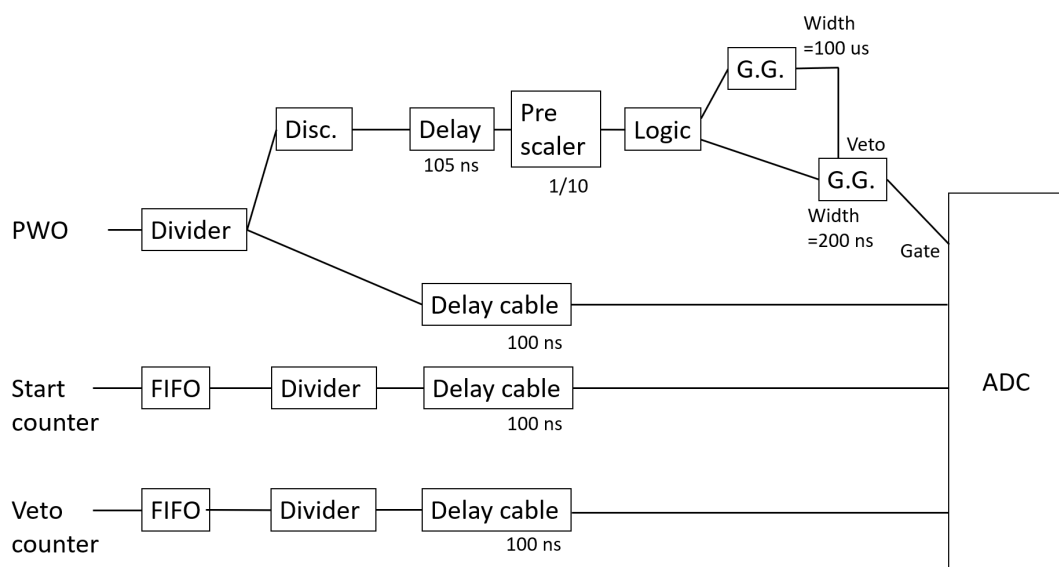 Width
=100 us
G.G.
Pre
scaler
Disc.
Delay
Logic
105 ns
1/10
Veto
G.G.
Width
=200 ns
PWO
Divider
Gate
Delay cable
100 ns
Start
counter
FIFO
Divider
Delay cable
100 ns
ADC
Veto
counter
FIFO
Divider
Delay cable
100 ns